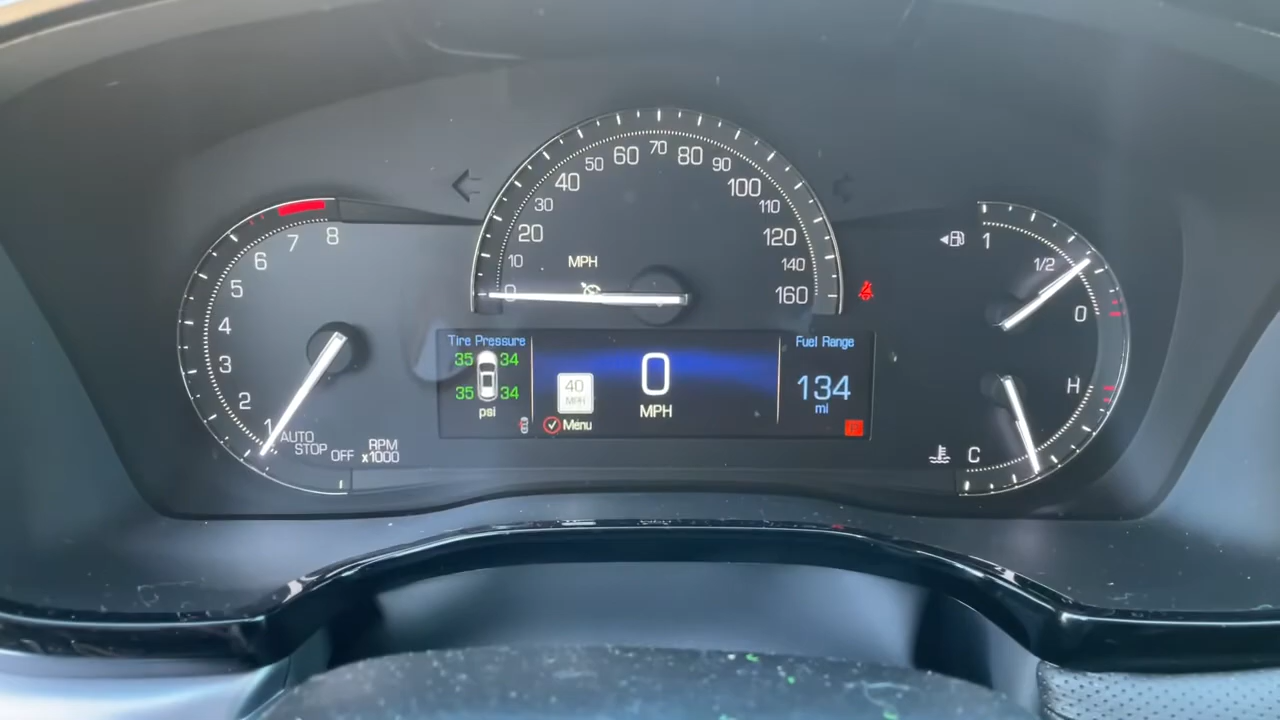 8
7
6
5
4
3
2
1
AUTO
STOP
OFF
RPM
x1000
0
10
20
30
40
50
60
70
80
90
100
110
120
140
160
MPH
1
1/2
0
H
C
Tire Pressure
35 34
35 34
psi
40
MPH
Menu
0
MPH
Fuel Range
134
mi